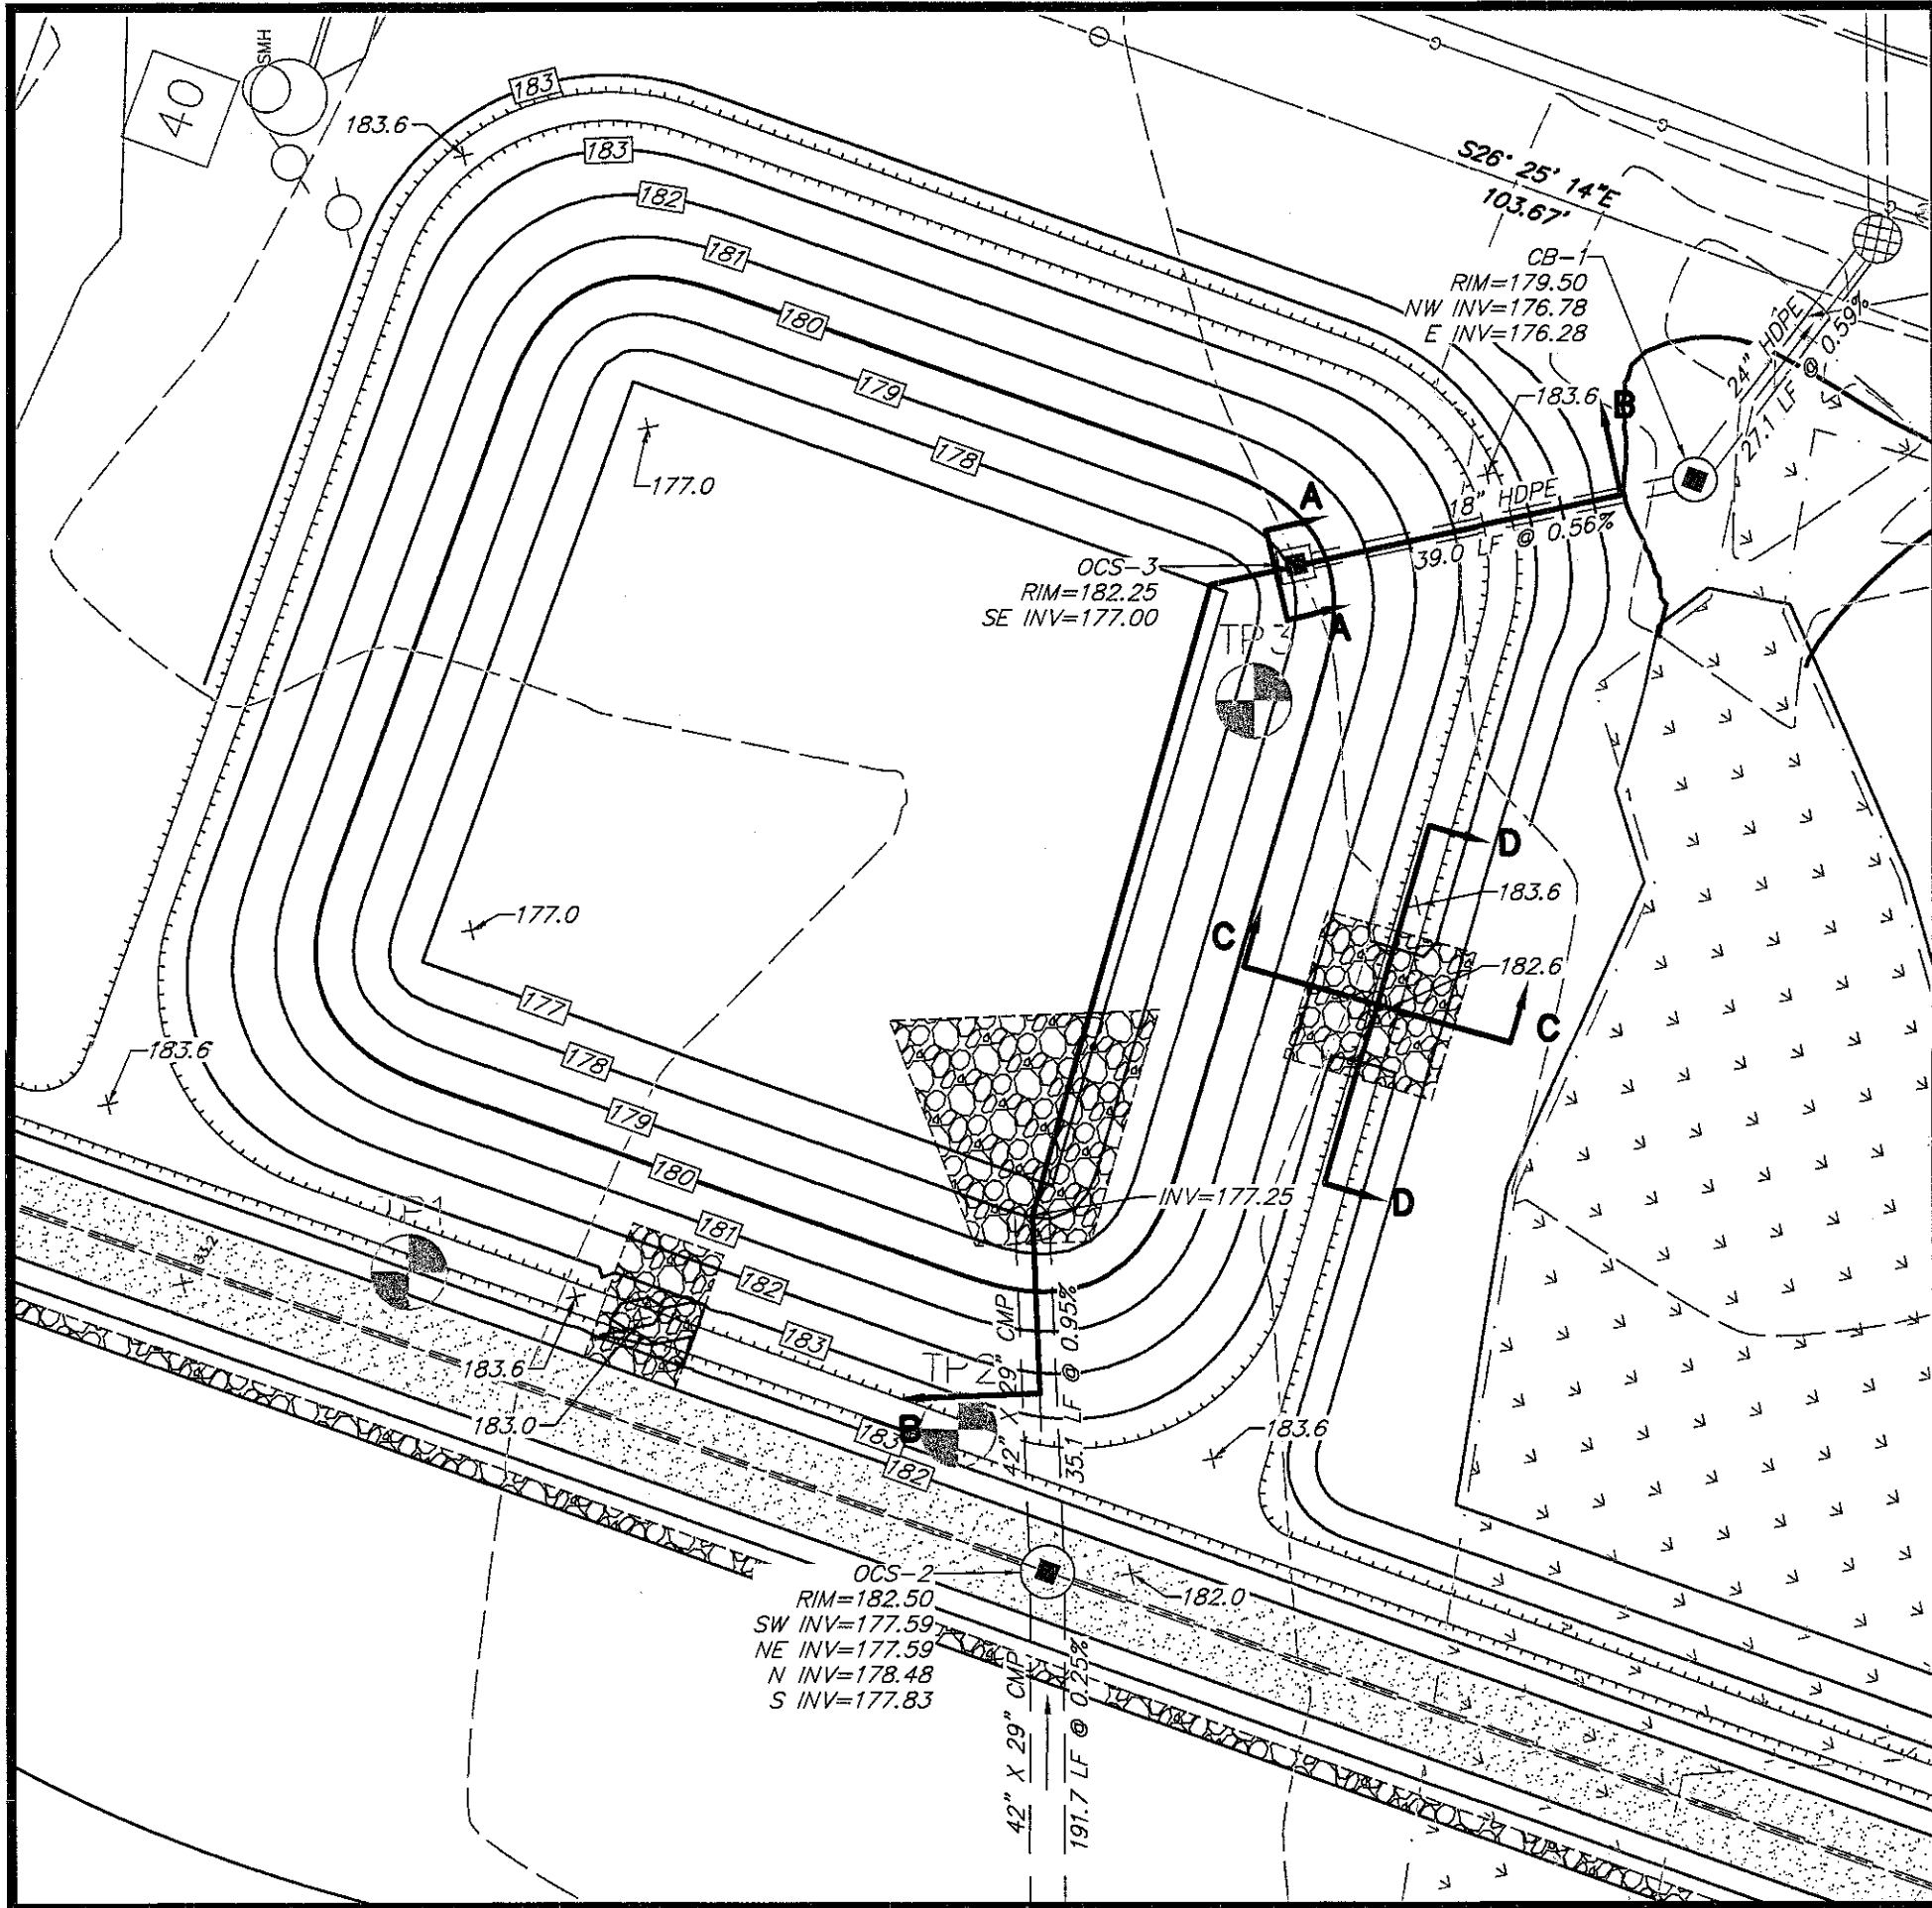 SMH
40
183
183.6
183
182
181
180
179
178
177.0
S26° 25' 14"E
103.67'
CB-1
RIM=179.50
NW INV=176.78
E INV=176.28
24" HDPE
27.1 LF @ 0.59%
183.6
B
A
18" HDPE
39.0 LF @ 0.56%
OCS-3
RIM=182.25
SE INV=177.00
A
TP 3
D
183.6
177.0
C
182.6
C
177
183.6
178
179
180
INV=177.25
D
TP 1
181
182
183
183.6
183.0
TP 2
B
183
182
42" X 29" CMP
35.1 LF @ 0.95%
183.6
OCS-2
RIM=182.50
SW INV=177.59
NE INV=177.59
N INV=178.48
S INV=177.83
182.0
42" X 29" CMP
191.7 LF @ 0.25%